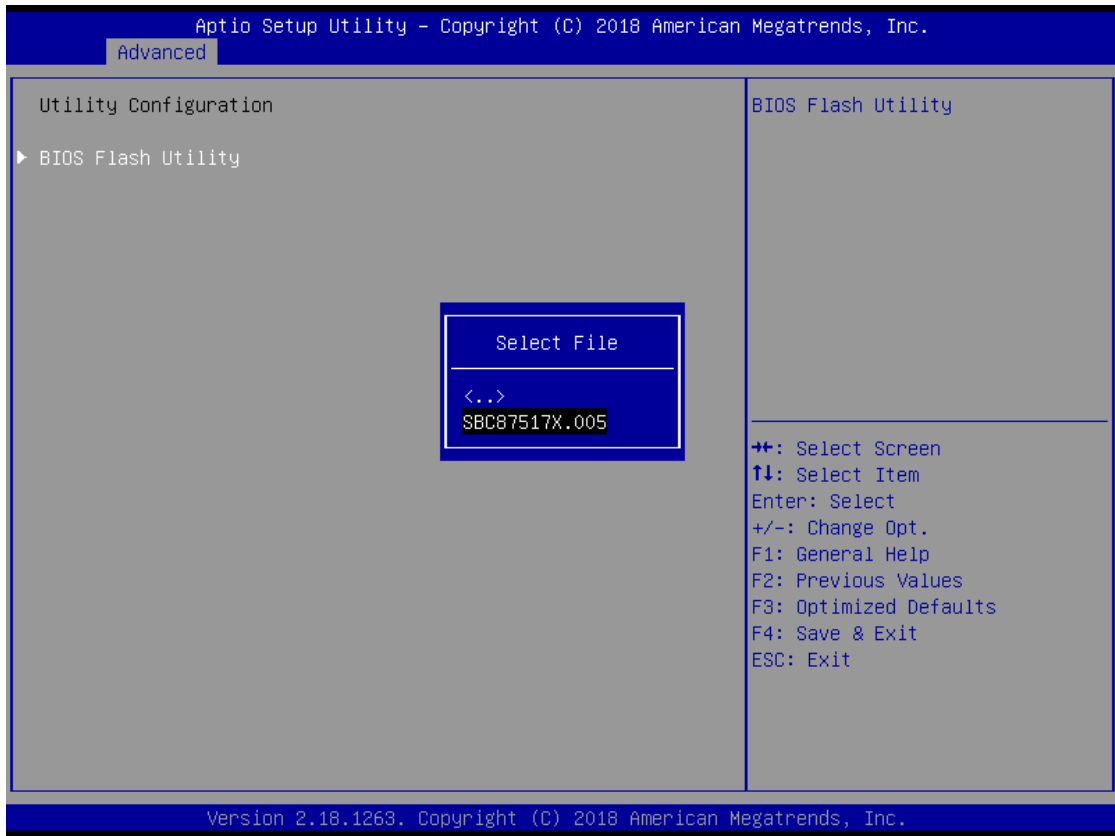 Aptio Setup Utility – Copyright (C) 2018 American Megatrends, Inc.
Advanced
Utility Configuration
▶ BIOS Flash Utility
BIOS Flash Utility
Select File
<..>
SBC87517X.005
→←: Select Screen
↑↓: Select Item
Enter: Select
+/-: Change Opt.
F1: General Help
F2: Previous Values
F3: Optimized Defaults
F4: Save & Exit
ESC: Exit
Version 2.18.1263. Copyright (C) 2018 American Megatrends, Inc.